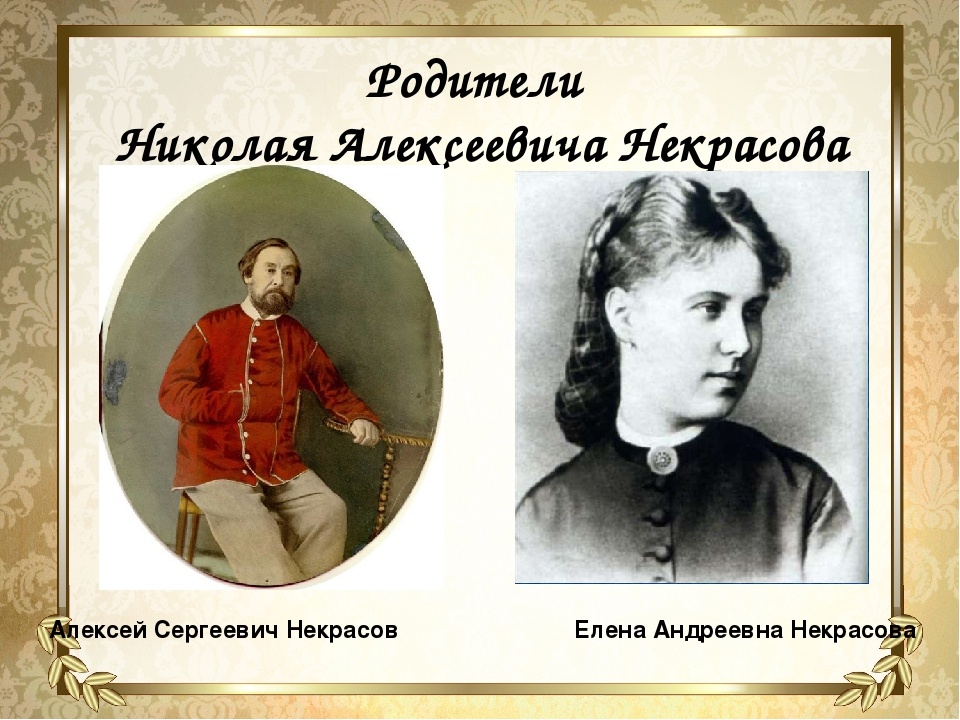 Родители
Николая Алексеевича Некрасова
Алексей Сергеевич Некрасов
Елена Андреевна Некрасова